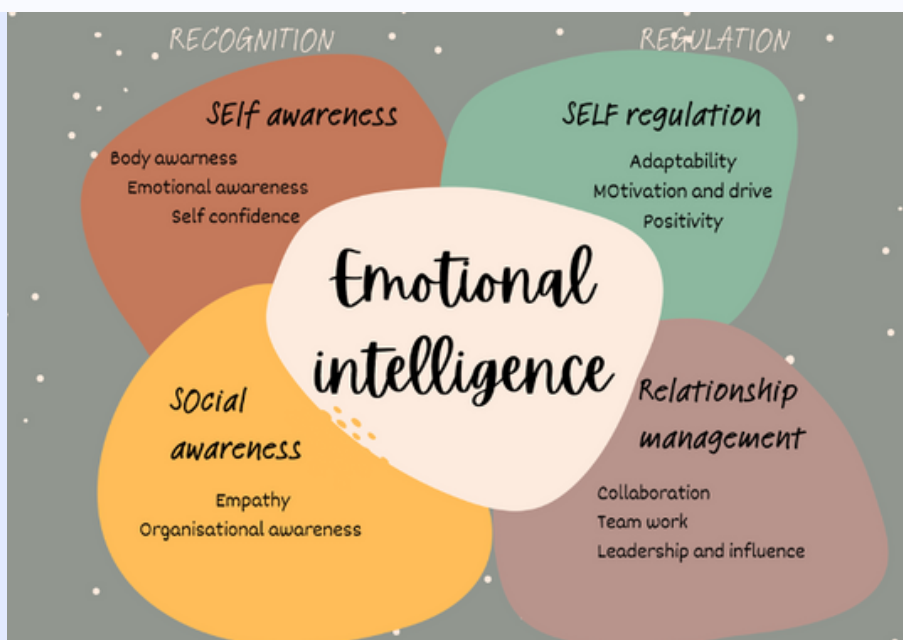 RECOGNITION
REGULATION
SElf awareness
Body awarness
Emotional awareness
Self confidence
SELF regulation
Adaptability
MOtivation and drive
Positivity
Emotional
intelligence
SOcial
awareness
Empathy
Organisational awareness
Relationship
management
Collaboration
Team work
Leadership and influence